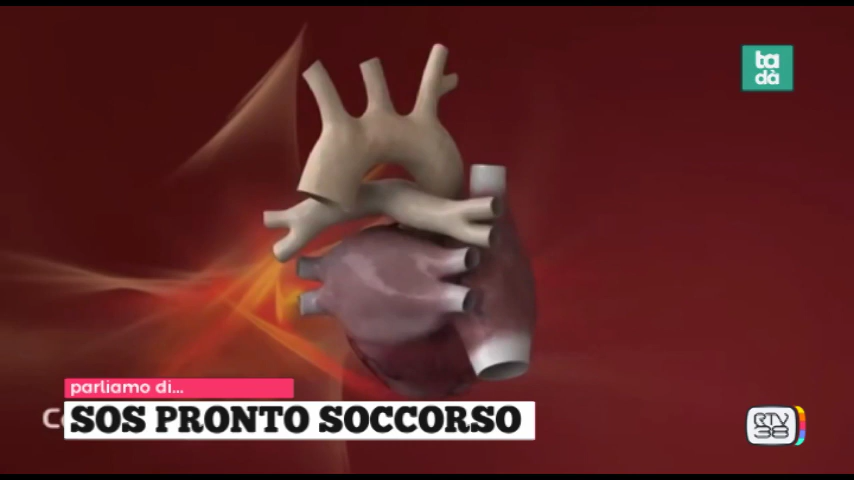 ta
dà
parliamo di...
SOS PRONTO SOCCORSO
RTV
38